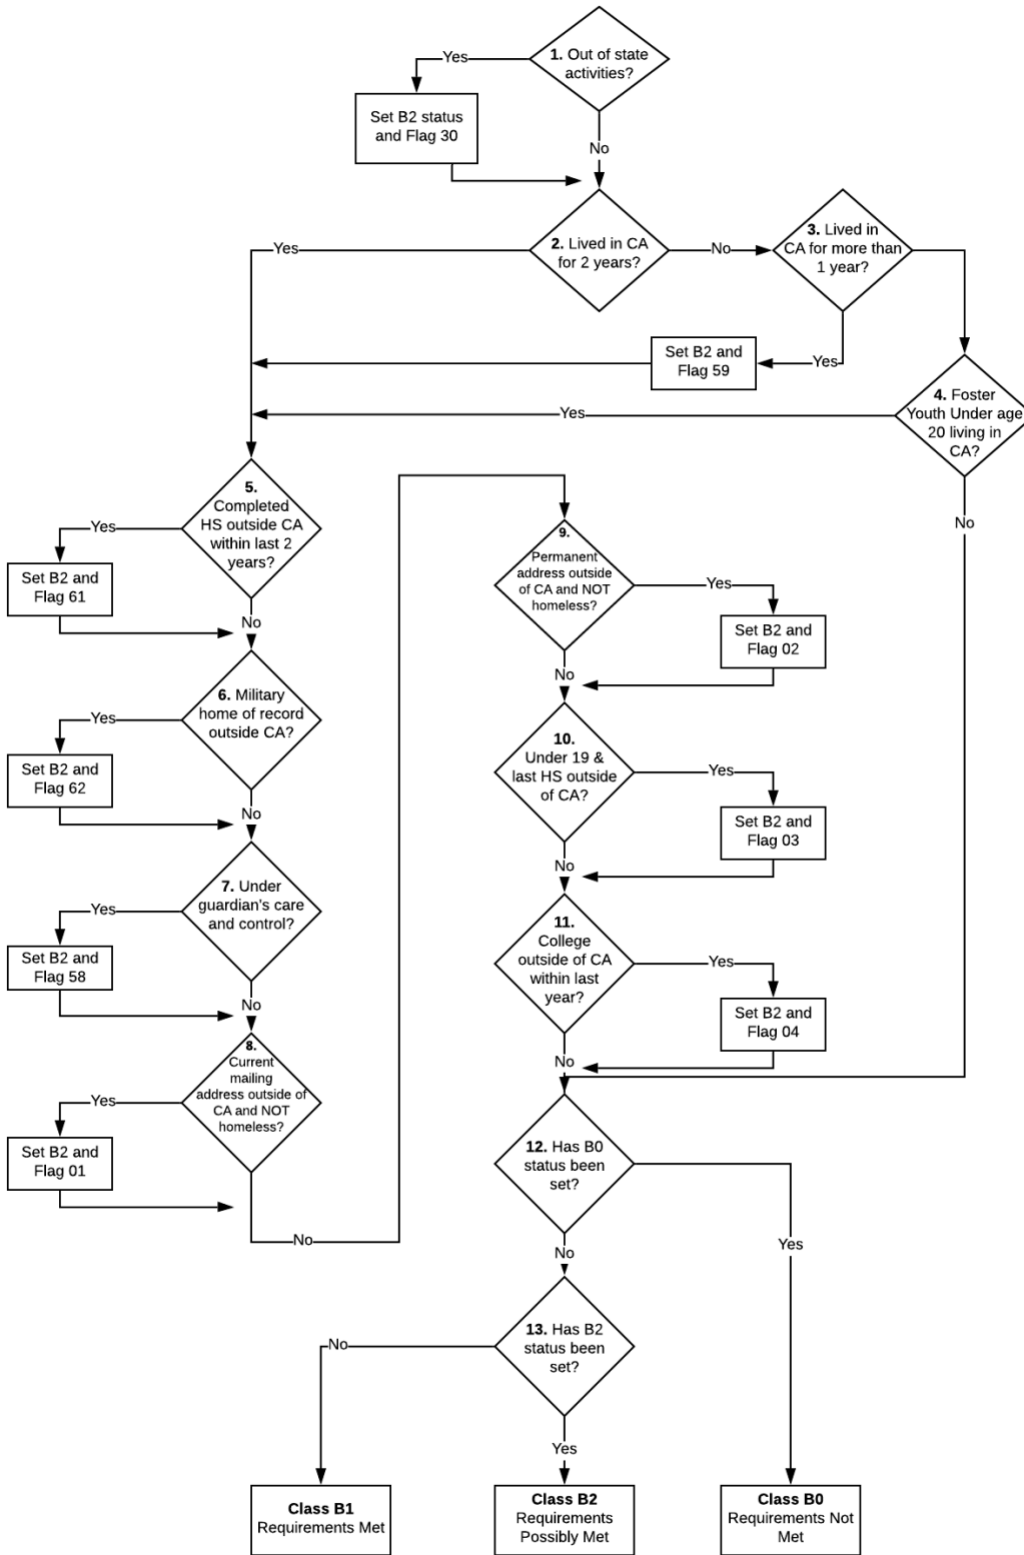 1. Out of state
activities?
Yes
Set B2 status
and Flag 30
No
2. Lived in CA
for 2 years?
Yes
No
3. Lived in
CA for more than
1 year?
Yes
Set B2 and
Flag 59
4. Foster
Youth Under age
20 living in
CA?
Yes
No
5.
Completed
HS outside CA
within last 2
years?
Yes
Set B2 and
Flag 61
No
6. Military
home of record
outside CA?
Yes
Set B2 and
Flag 62
No
7. Under
guardian's care
and control?
Yes
Set B2 and
Flag 58
No
8.
Current
mailing
address outside of
CA and NOT
homeless?
Yes
Set B2 and
Flag 01
No
9.
Permanent
address outside
of CA and NOT
homeless?
Yes
Set B2 and
Flag 02
No
10.
Under 19 &
last HS outside
of CA?
Yes
Set B2 and
Flag 03
No
11.
College
outside of CA
within last
year?
Yes
Set B2 and
Flag 04
No
12. Has B0
status been
set?
Yes
No
13. Has B2
status been
set?
No
Yes
Class B1
Requirements Met
Class B2
Requirements
Possibly Met
Class B0
Requirements Not
Met